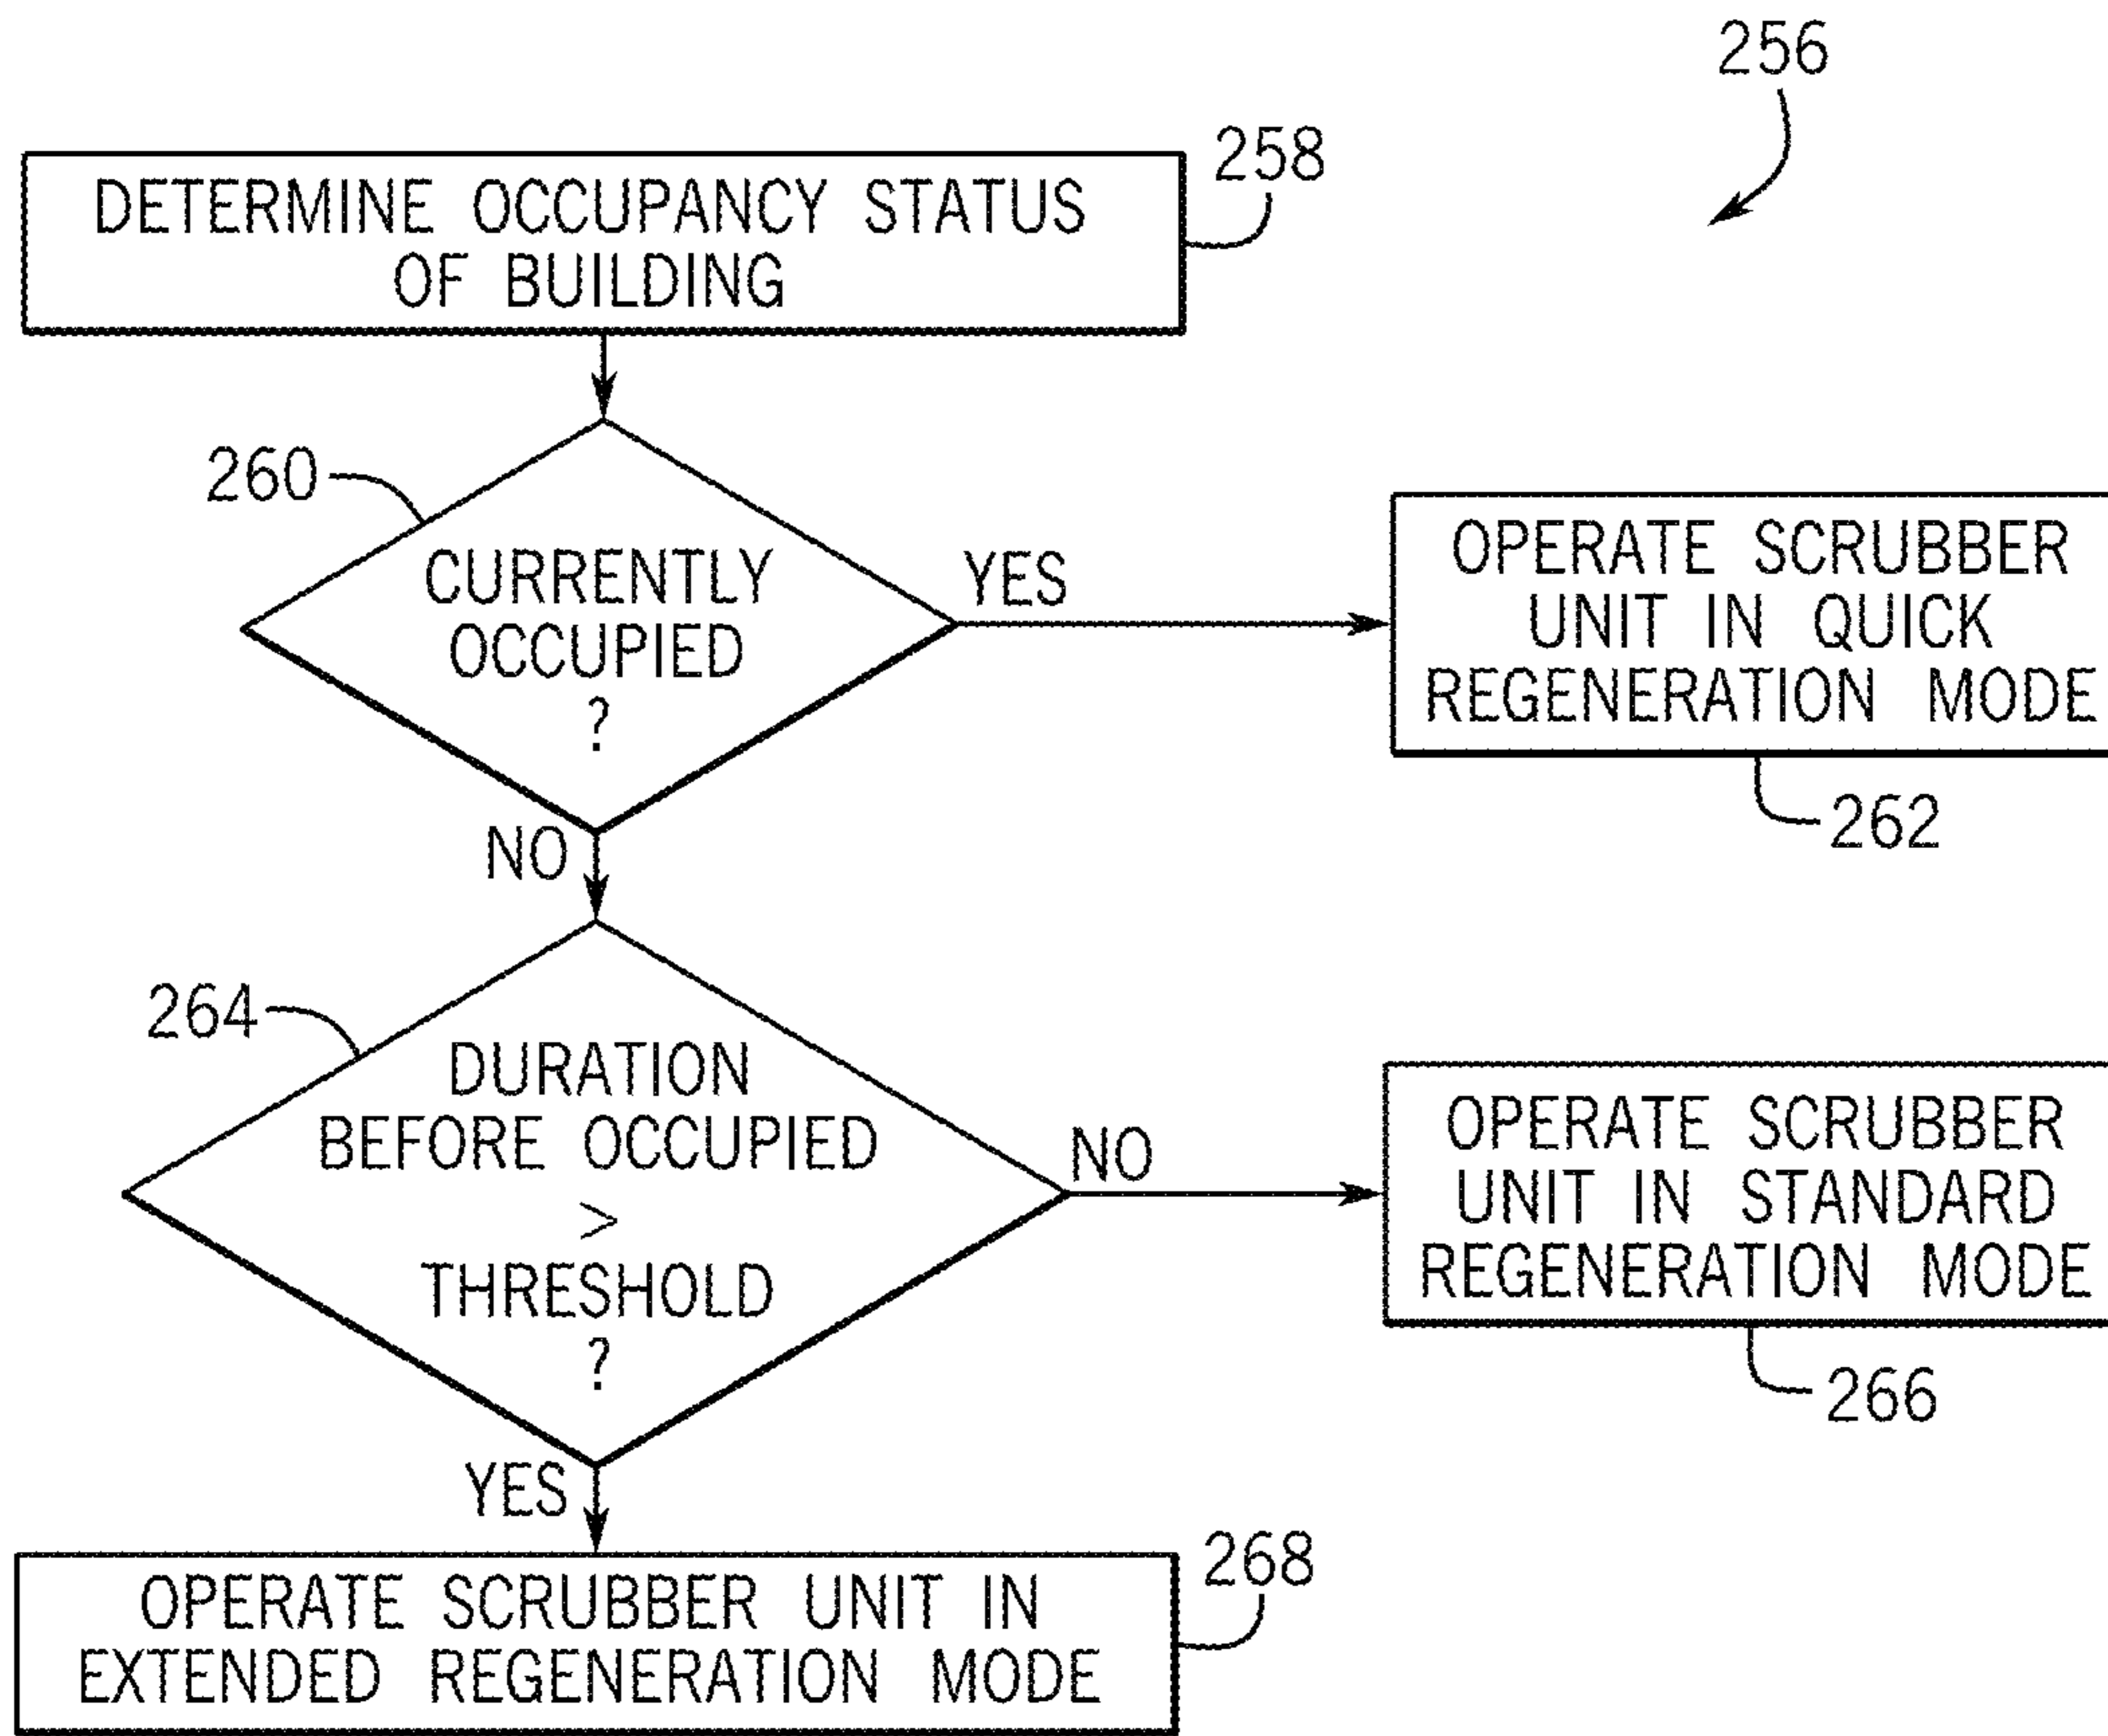 256
DETERMINE OCCUPANCY STATUS
OF BUILDING
258
260
CURRENTLY
OCCUPIED
?
YES
OPERATE SCRUBBER
UNIT IN QUICK
REGENERATION MODE
262
NO
264
DURATION
BEFORE OCCUPIED
>
THRESHOLD
?
NO
OPERATE SCRUBBER
UNIT IN STANDARD
REGENERATION MODE
266
YES
OPERATE SCRUBBER UNIT IN
EXTENDED REGENERATION MODE
268